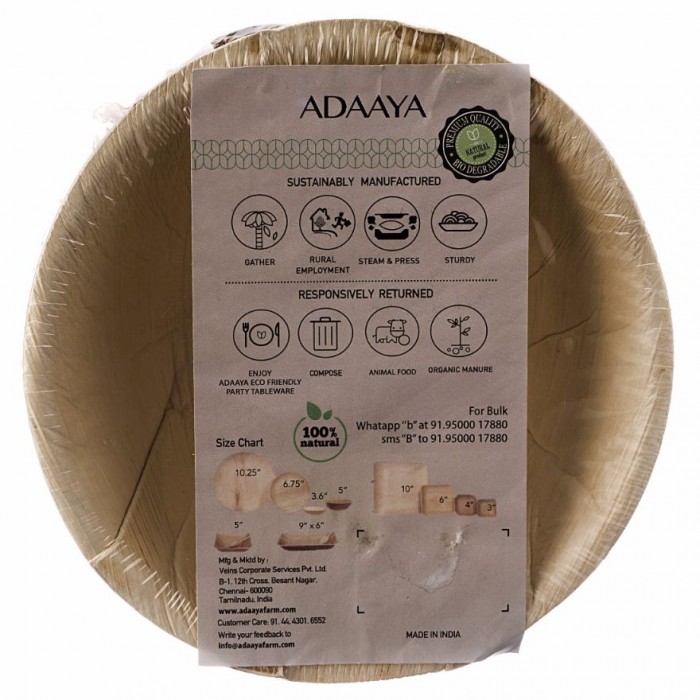 ADAAYA
PREMIUM QUALITY
NATURAL
product
BIO DEGRADABLE
SUSTAINABLY MANUFACTURED
GATHER
RURAL
EMPLOYMENT
STEAM & PRESS
STURDY
RESPONSIVELY RETURNED
ENJOY
ADAAYA ECO FRIENDLY
PARTY TABLEWARE
COMPOSE
ANIMAL FOOD
ORGANIC MANURE
100%
natural
For Bulk
Whatapp "b" at 91.95000 17880
sms "B" to 91.95000 17880
Size Chart
10.25"
6.75"
3.6"
5"
10"
6"
4"
3"
5"
9" x 6"
Mfg & Mktd by :
Veins Corporate Services Pvt. Ltd.
B-1, 12th Cross, Besant Nagar,
Chennai- 600090
Tamilnadu, India
www.adaayafarm.com
Customer Care: 91. 44. 4301. 6552
Write your feedback to
info@adaayafarm.com
MADE IN INDIA